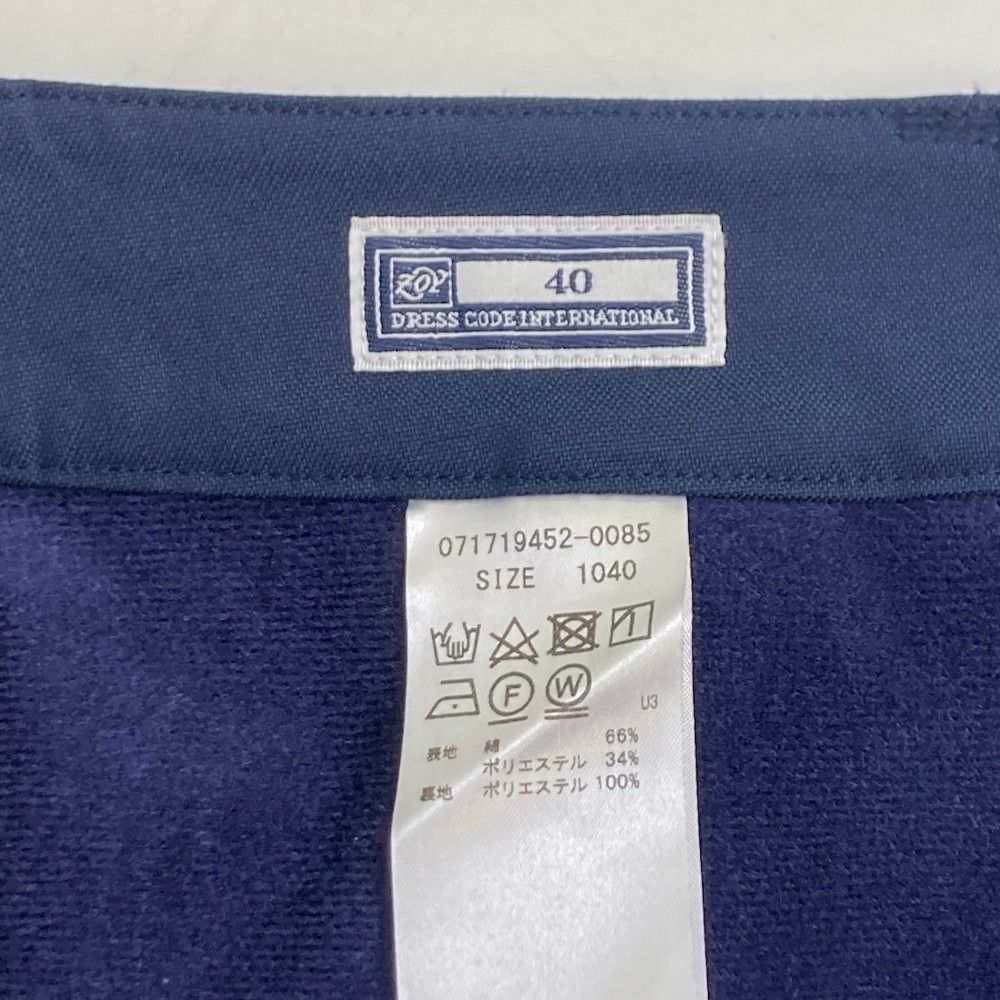 ZOY 40
DRESS CODE INTERNATIONAL
071719452-0085
SIZE 1040
F W
U3
表地 綿 66%
ポリエステル 34%
裏地 ポリエステル 100%